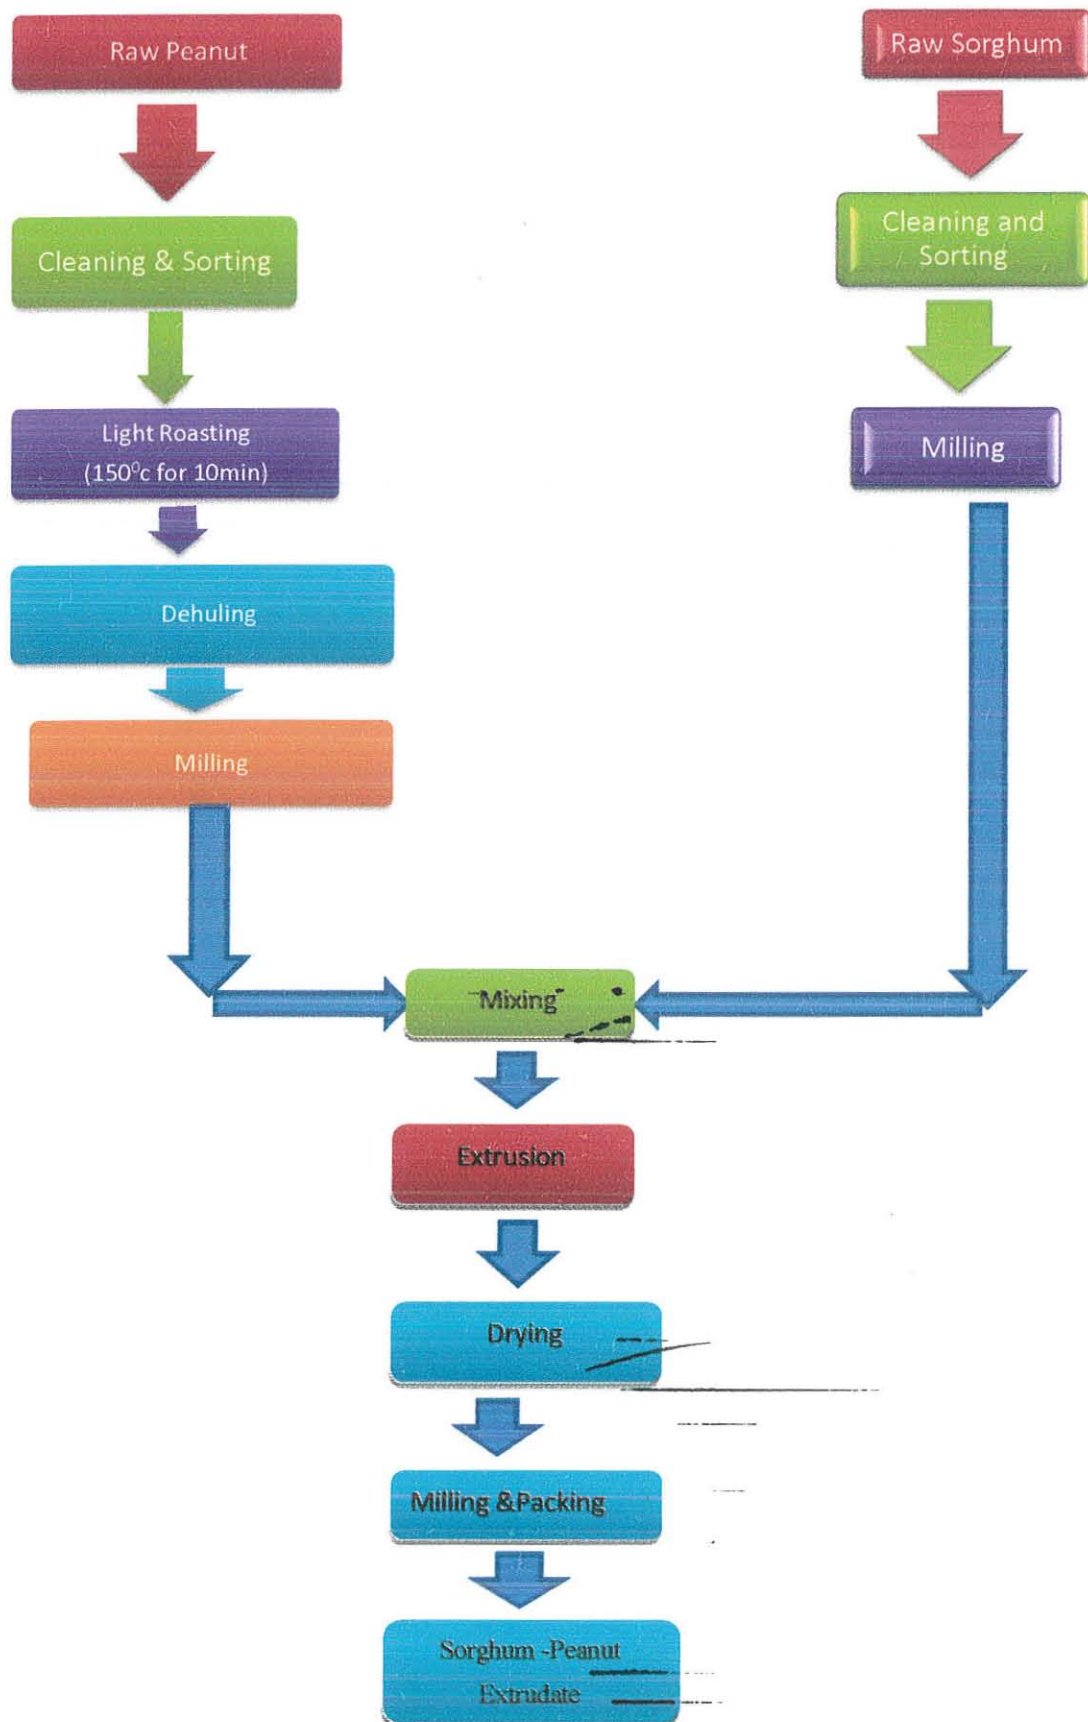 Raw Peanut
Raw Sorghum
Cleaning & Sorting
Cleaning and
Sorting
Light Roasting
(150⁰c for 10min)
Milling
Dehuling
Milling
Mixing
Extrusion
Drying
Milling &Packing
Sorghum -Peanut
Extrudate